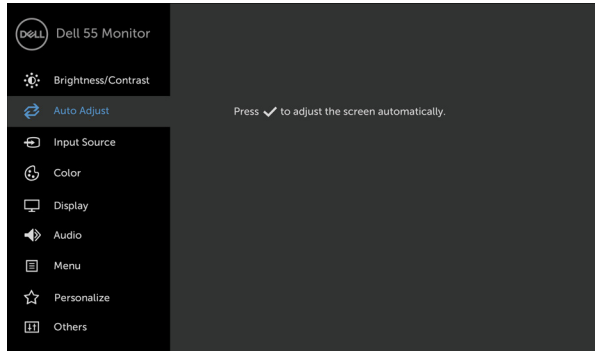 DELL Dell 55 Monitor
Brightness/Contrast
Auto Adjust
Press ✓ to adjust the screen automatically.
Input Source
Color
Display
Audio
Menu
Personalize
Others